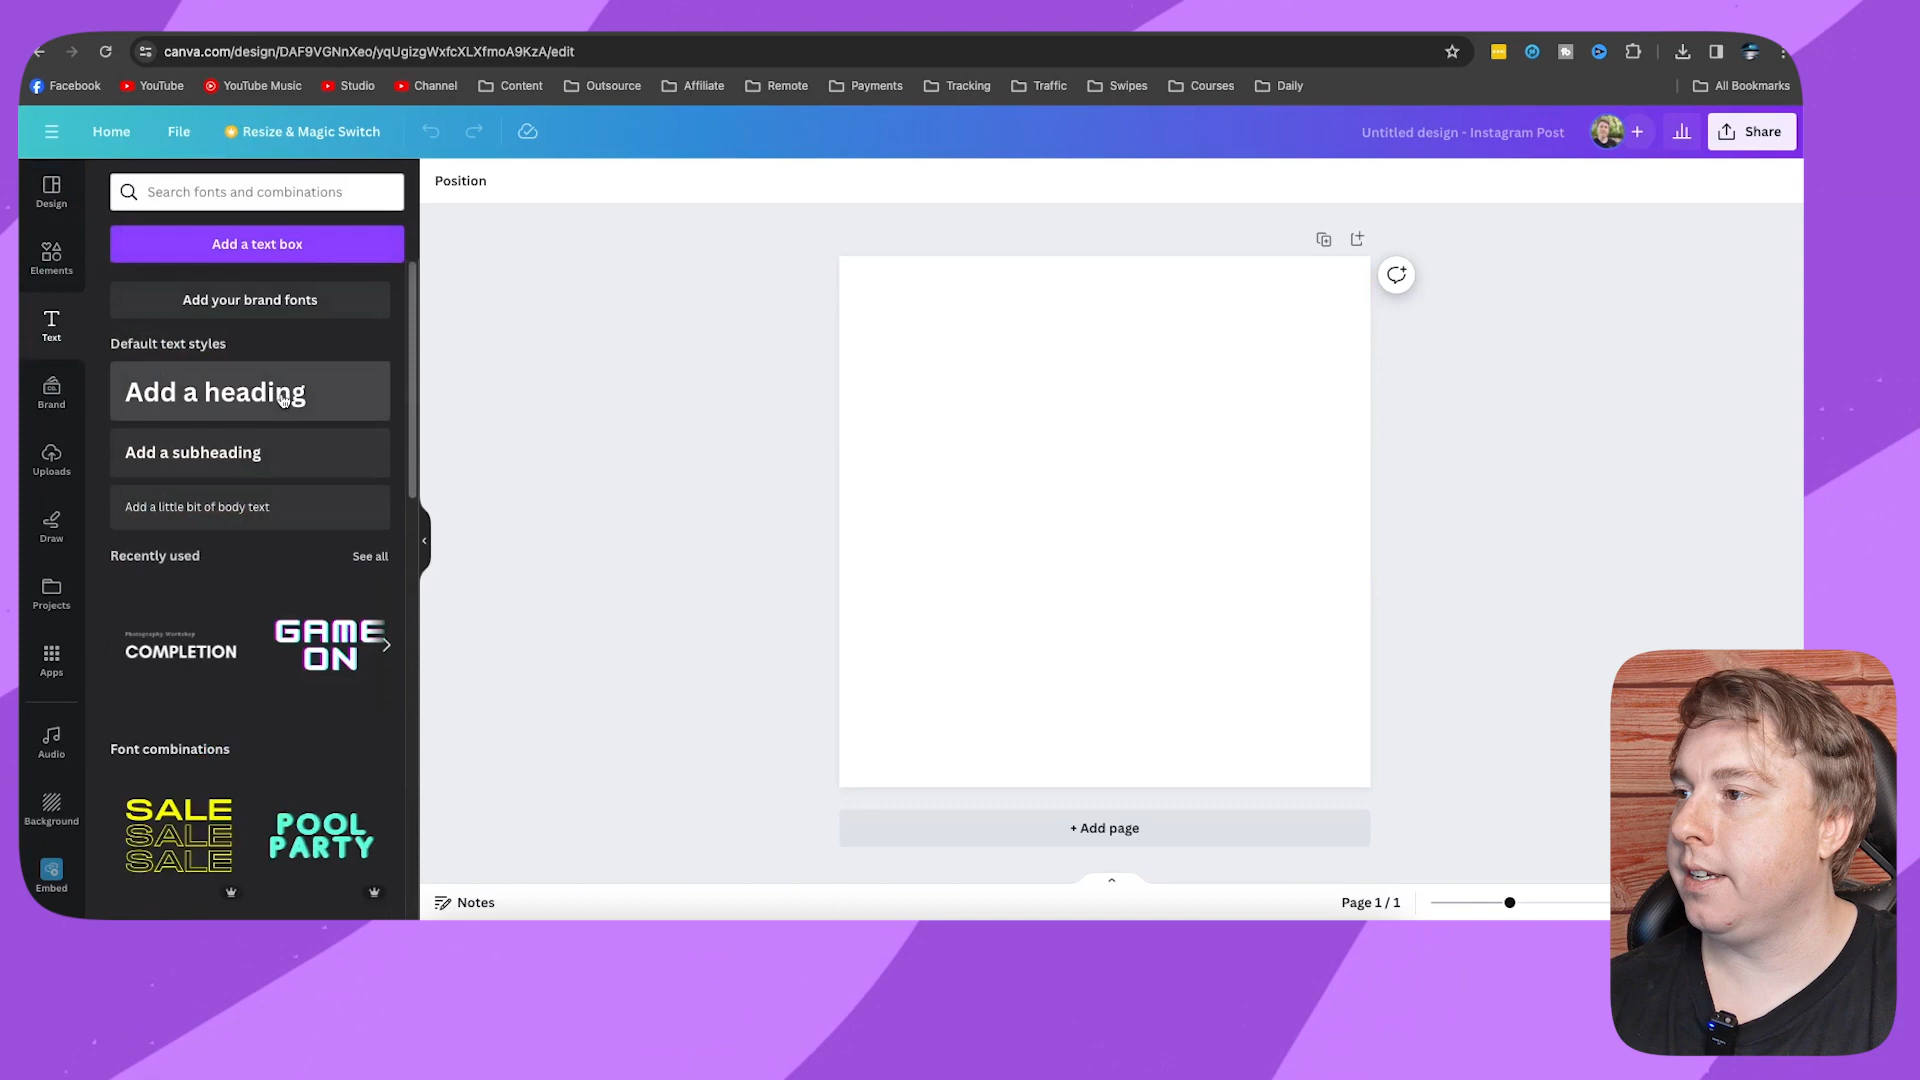 canva.com/design/DAF9VGNnXeo/yqUgizgWxfcXLXfmoA9KzA/edit
Facebook YouTube YouTube Music Studio Channel Content Outsource Affiliate Remote Payments Tracking Traffic Swipes Courses Daily All Bookmarks
Home File Resize & Magic Switch Untitled design - Instagram Post Share
Design
Elements
Text
Brand
Uploads
Draw
Projects
Apps
Audio
Background
Embed
Search fonts and combinations
Add a text box
Add your brand fonts
Default text styles
Add a heading
Add a subheading
Add a little bit of body text
Recently used See all
Photography Workshop
COMPLETION
GAME
ON
Font combinations
SALE
SALE
SALE
POOL
PARTY
Position
+ Add page
Notes Page 1 / 1